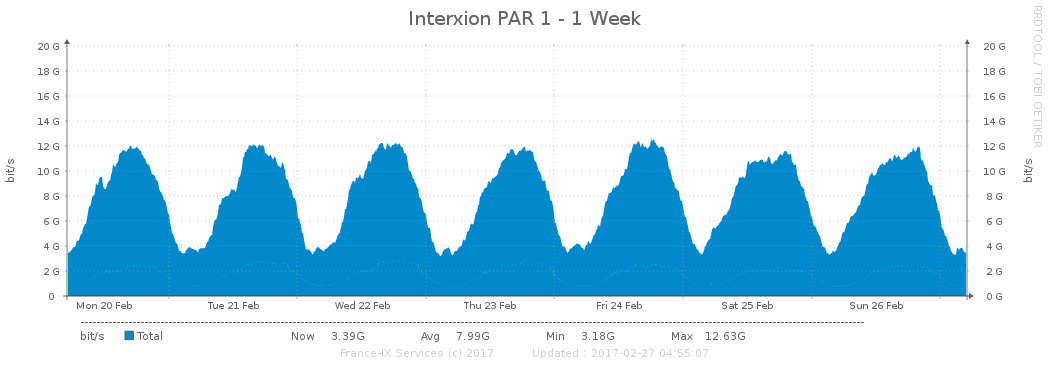 Interxion PAR 1 - 1 Week
RRDTOOL / TOBI OETIKER
bit/s
20 G
18 G
16 G
14 G
12 G
10 G
8 G
6 G
4 G
2 G
0
20 G
18 G
16 G
14 G
12 G
10 G
8 G
6 G
4 G
2 G
0 G
bit/s
Mon 20 Feb Tue 21 Feb Wed 22 Feb Thu 23 Feb Fri 24 Feb Sat 25 Feb Sun 26 Feb
bit/s Total Now 3.39G Avg 7.99G Min 3.18G Max 12.63G
France-IX Services (c) 2017 Updated : 2017-02-27 04:55:07